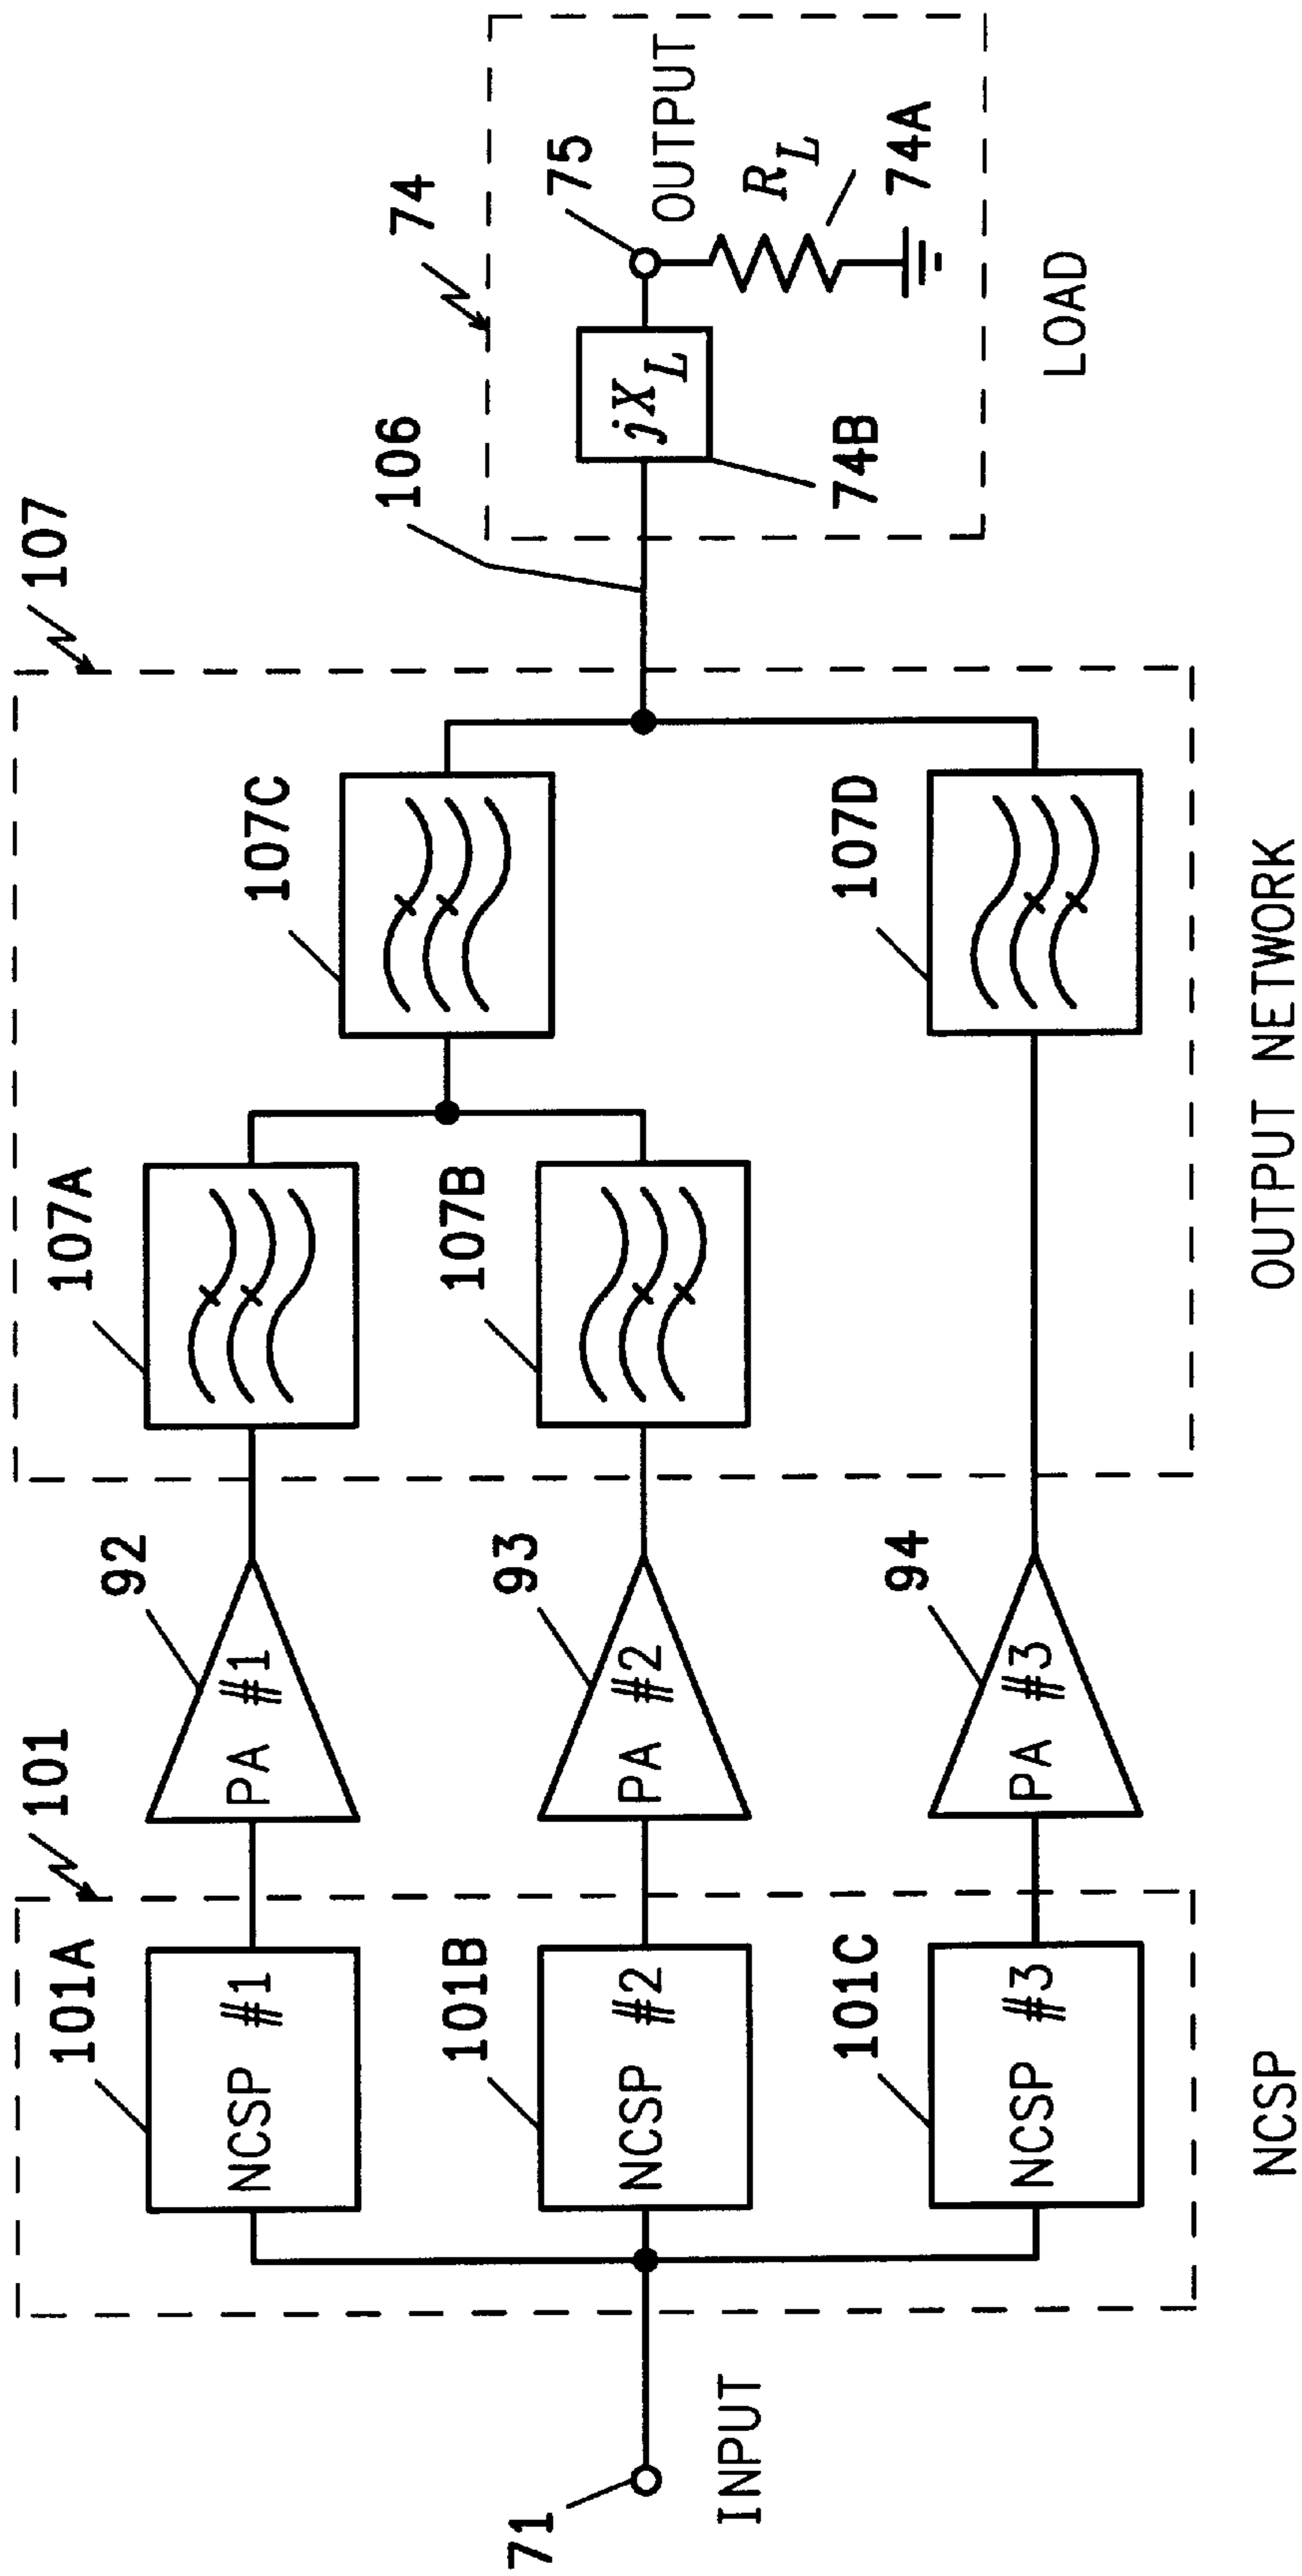 71
INPUT
101
101A
NCSP #1
101B
NCSP #2
101C
NCSP #3
NCSP
92
PA #1
93
PA #2
94
PA #3
107
107A
107B
107C
107D
OUTPUT NETWORK
106
74
jX_L
74B
75
OUTPUT
R_L
74A
LOAD